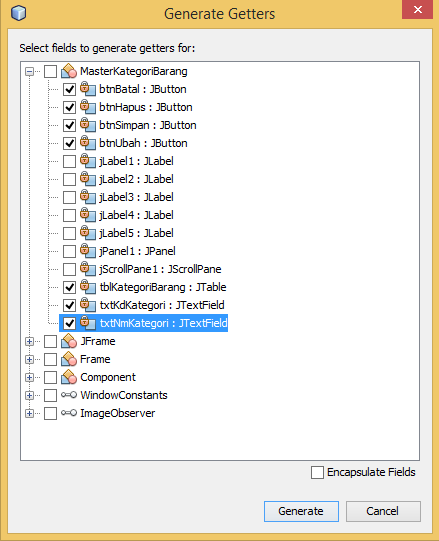 Generate Getters
Select fields to generate getters for:
MasterKategoriBarang
btnBatal : JButton
btnHapus : JButton
btnSimpan : JButton
btnUbah : JButton
jLabel1 : JLabel
jLabel2 : JLabel
jLabel3 : JLabel
jLabel4 : JLabel
jLabel5 : JLabel
jPanel1 : JPanel
jScrollPane1 : JScrollPane
tblKategoriBarang : JTable
txtKdKategori : JTextField
txtNmKategori : JTextField
JFrame
Frame
Component
WindowConstants
ImageObserver
Encapsulate Fields
Generate Cancel